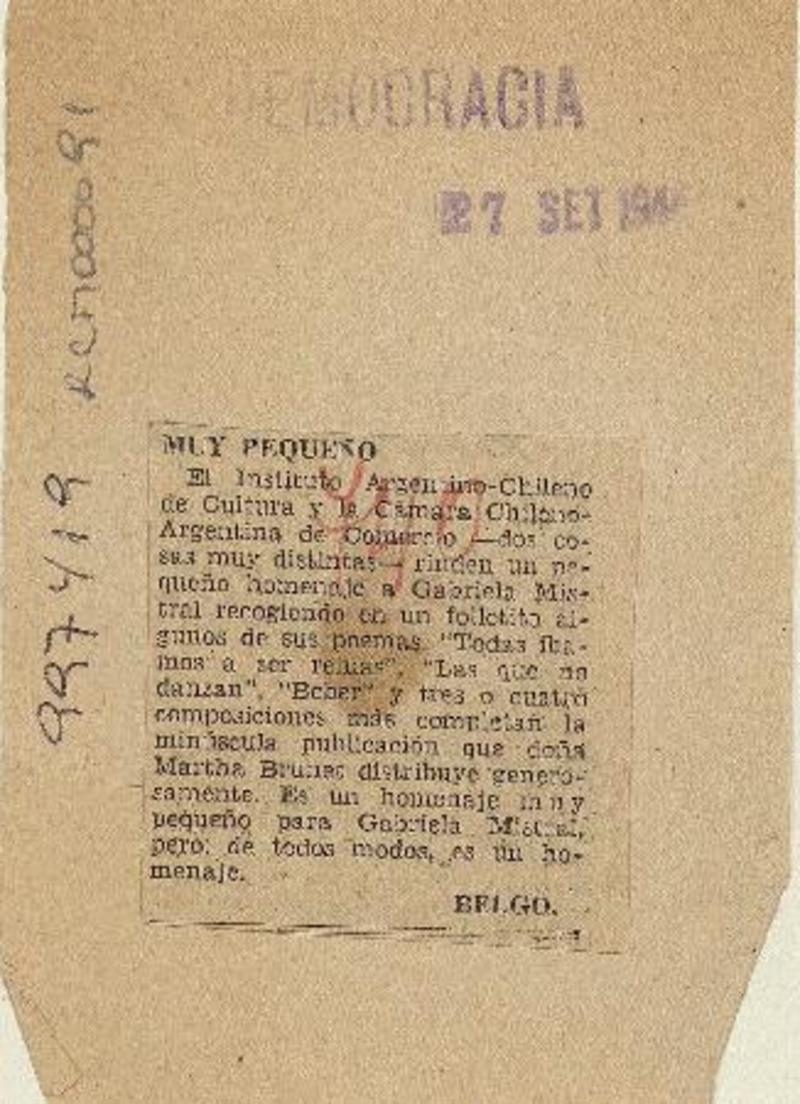 DEMOCRACIA
27 SET 194
MUY PEQUEÑO
El Instituto Argentino-Chileno
de Cultura y la Cámara Chileno-
Argentina de Comercio —dos co-
sas muy distintas— rinden un pe-
queño homenaje a Gabriela Mis-
tral recogiendo en un folletito al-
gunos de sus poemas. "Todas íba-
mos a ser reinas", "Las que no
danzan", "Beber" y tres o cuatro
composiciones más completan la
minúscula publicación que doña
Martha Brunet distribuye genero-
samente. Es un homenaje muy
pequeño para Gabriela Mistral,
pero, de todos modos, es un ho-
menaje.
BELGO.
997419